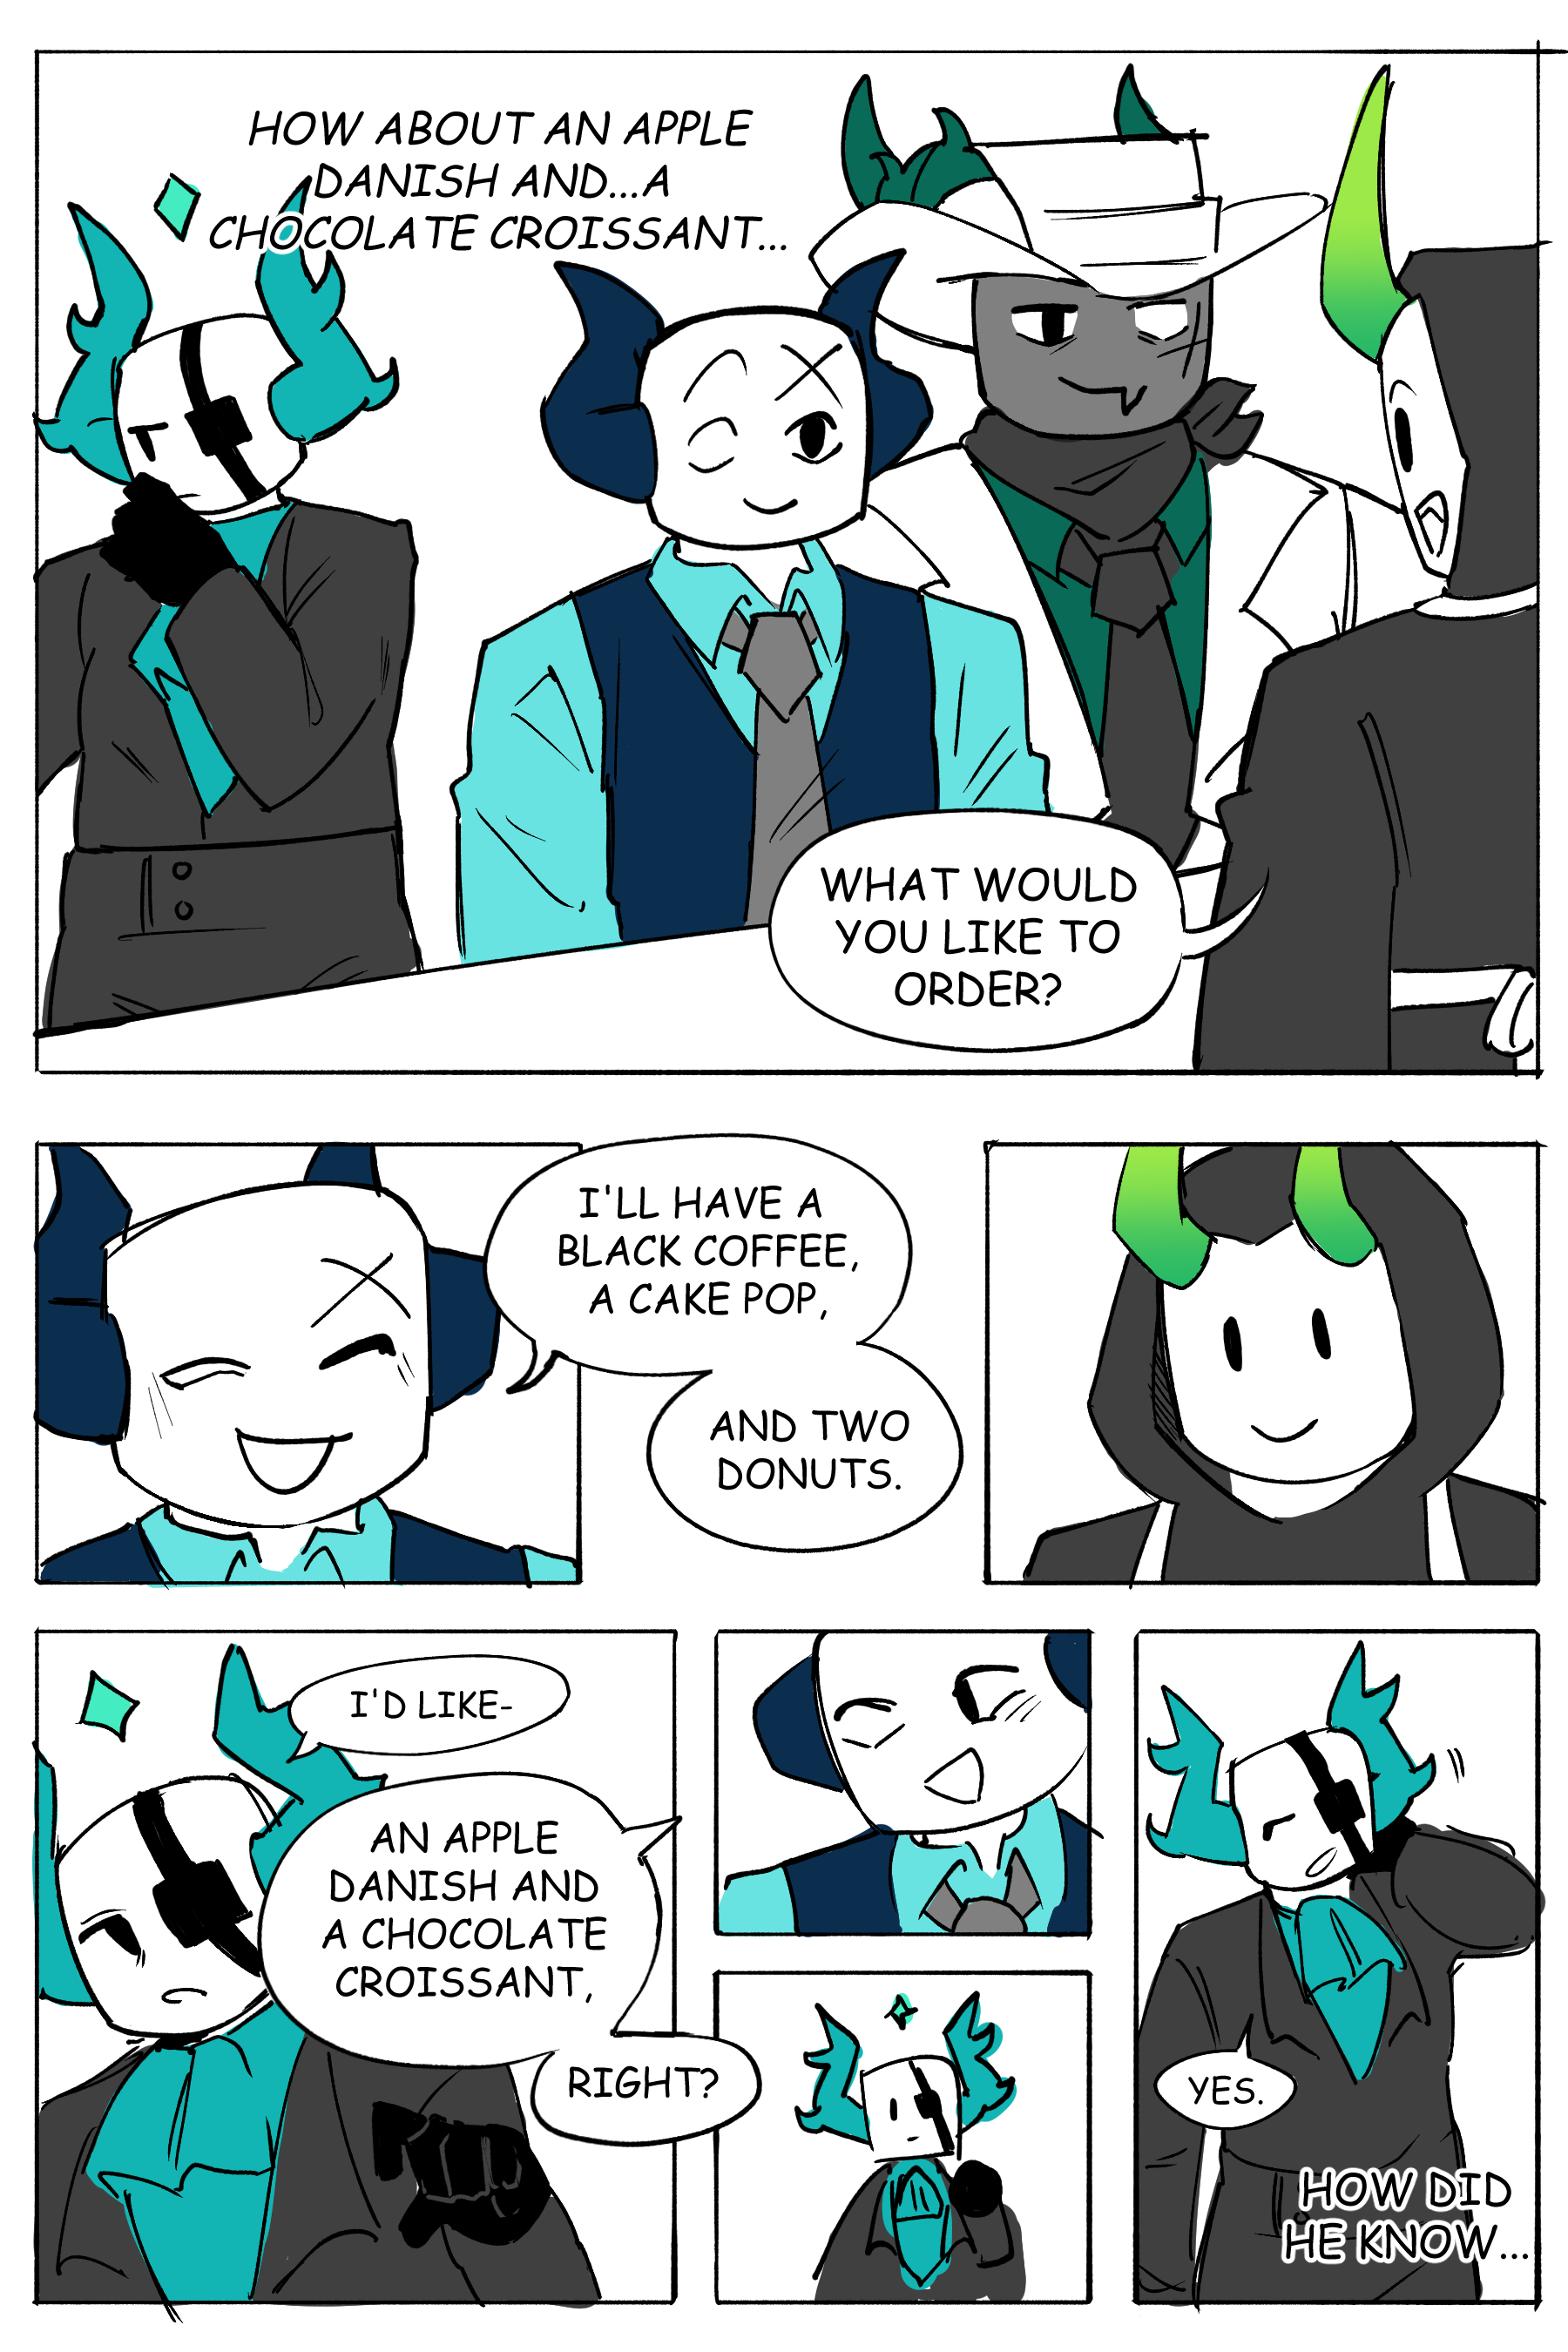 HOW ABOUT AN APPLE
DANISH AND...A
CHOCOLATE CROISSANT...
WHAT WOULD
YOU LIKE TO
ORDER?
I'LL HAVE A
BLACK COFFEE,
A CAKE POP,
AND TWO
DONUTS.
I'D LIKE-
AN APPLE
DANISH AND
A CHOCOLATE
CROISSANT,
RIGHT?
YES.
HOW DID
HE KNOW...